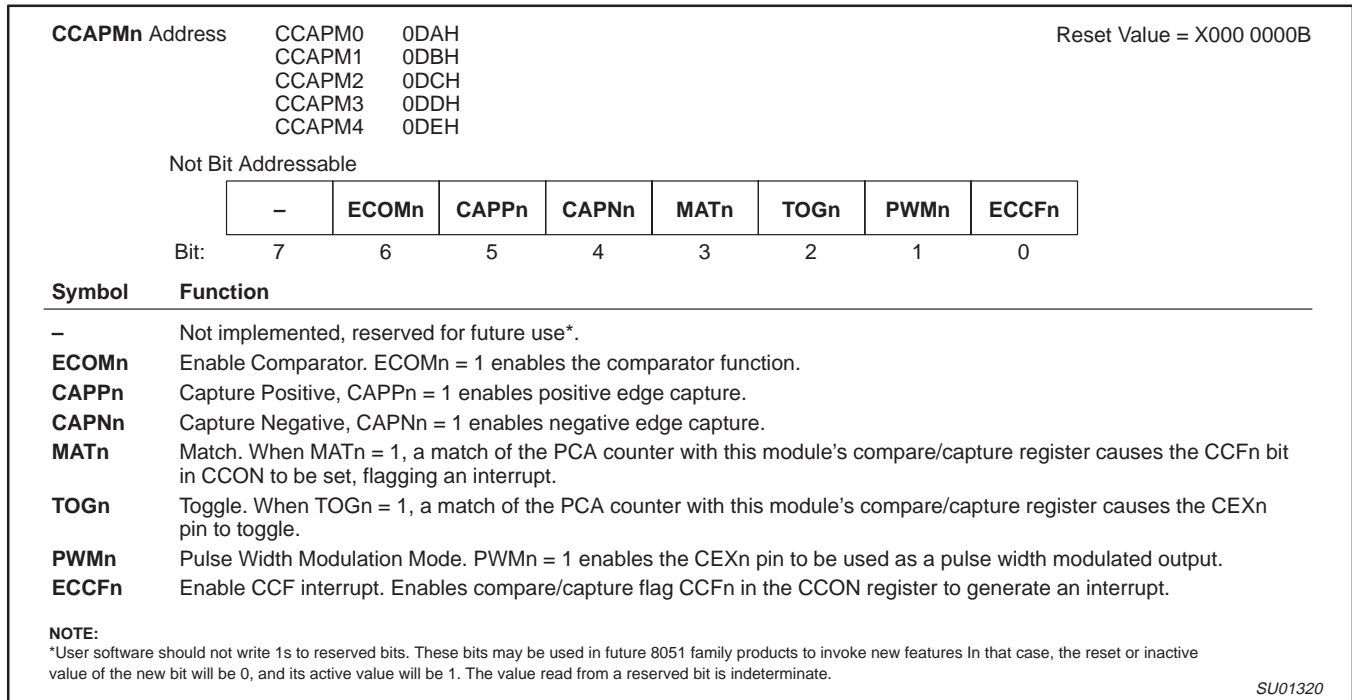 CCAPMn Address CCAPM0 0DAH Reset Value = X000 0000B
CCAPM1 0DBH
CCAPM2 0DCH
CCAPM3 0DDH
CCAPM4 0DEH
Not Bit Addressable
– ECOMn CAPPn CAPNn MATn TOGn PWMn ECCFn
Bit: 7 6 5 4 3 2 1 0
Symbol Function
– Not implemented, reserved for future use*.
ECOMn Enable Comparator. ECOMn = 1 enables the comparator function.
CAPPn Capture Positive, CAPPn = 1 enables positive edge capture.
CAPNn Capture Negative, CAPNn = 1 enables negative edge capture.
MATn Match. When MATn = 1, a match of the PCA counter with this module’s compare/capture register causes the CCFn bit
in CCON to be set, flagging an interrupt.
TOGn Toggle. When TOGn = 1, a match of the PCA counter with this module’s compare/capture register causes the CEXn
pin to toggle.
PWMn Pulse Width Modulation Mode. PWMn = 1 enables the CEXn pin to be used as a pulse width modulated output.
ECCFn Enable CCF interrupt. Enables compare/capture flag CCFn in the CCON register to generate an interrupt.
NOTE:
*User software should not write 1s to reserved bits. These bits may be used in future 8051 family products to invoke new features In that case, the reset or inactive
value of the new bit will be 0, and its active value will be 1. The value read from a reserved bit is indeterminate.
SU01320